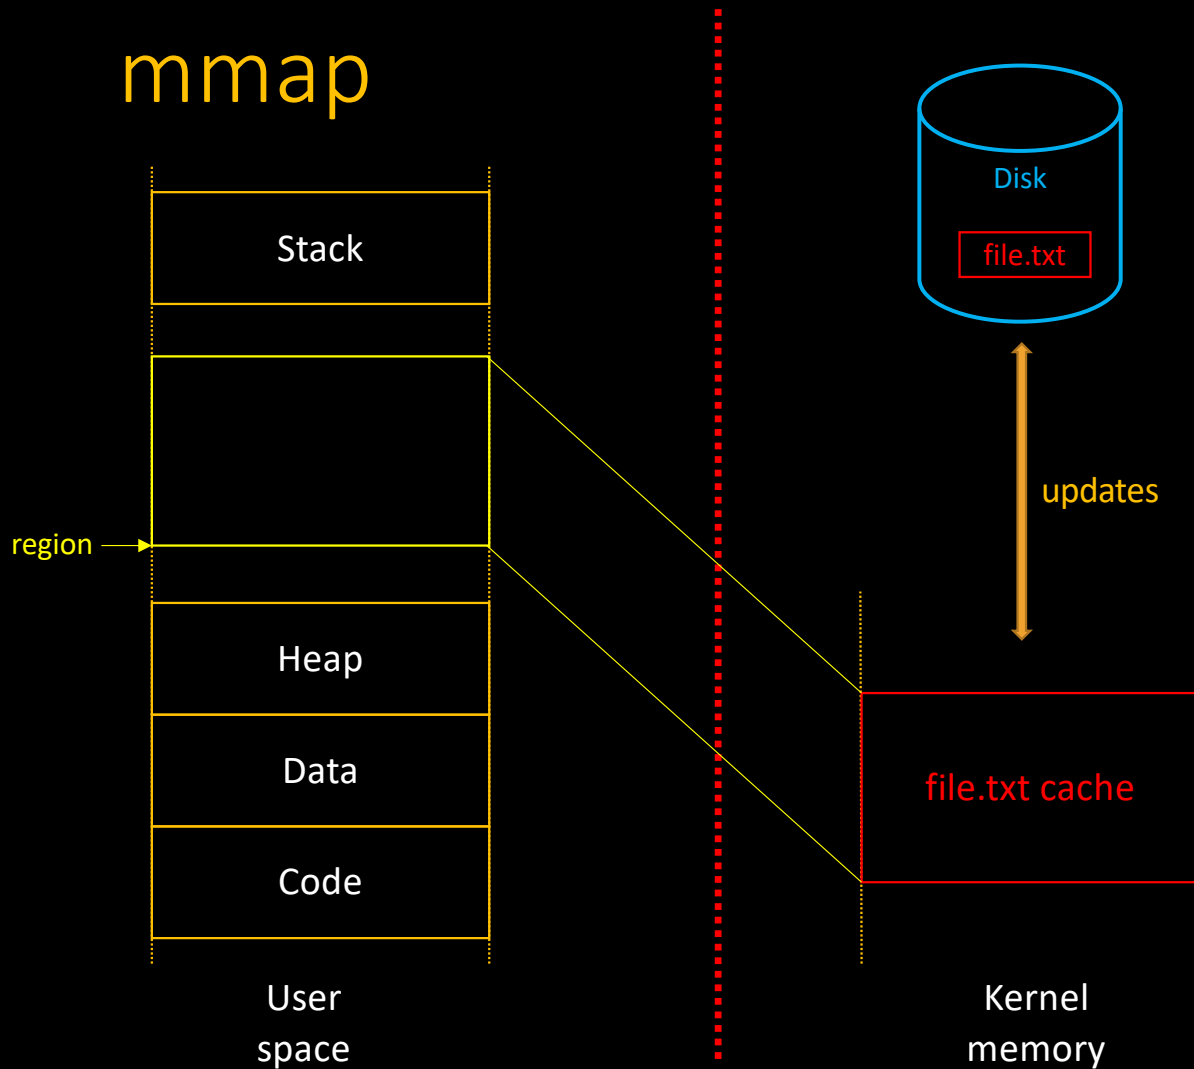 mmap
Stack
region
Heap
Data
Code
User
space
Disk
file.txt
updates
file.txt cache
Kernel
memory